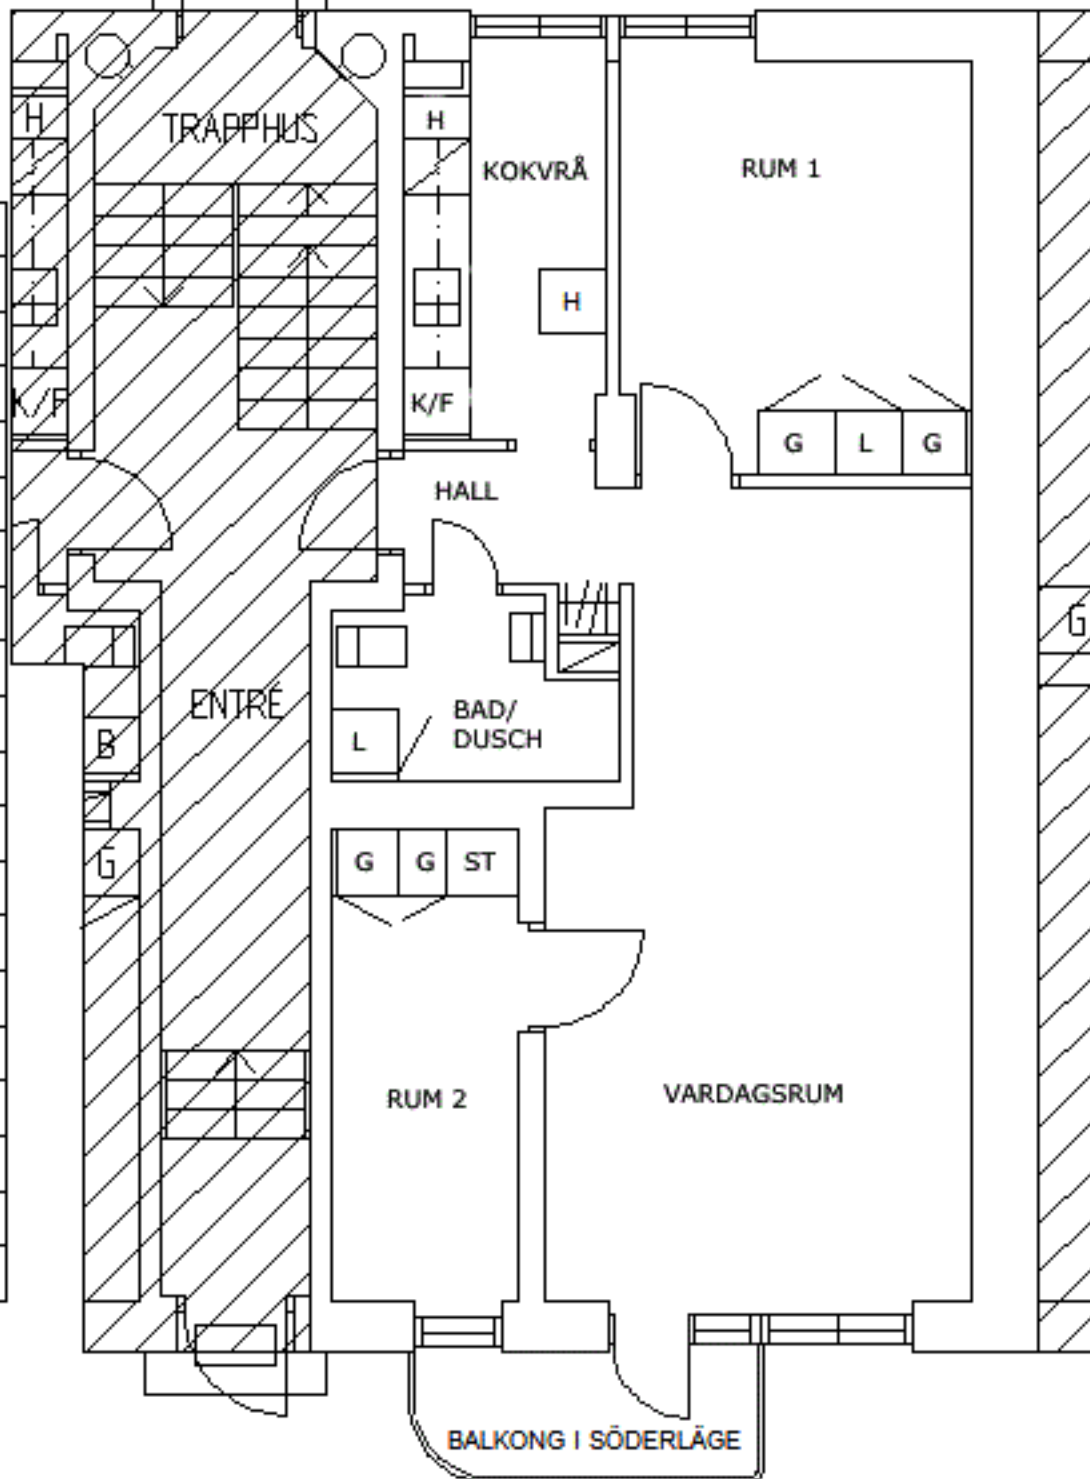 H
TRAPPHUS
H
KOKVRÅ
RUM 1
H
K/F
K/F
G L G
HALL
G
ENTRÉ
BAD/
DUSCH
B
L
G
G G ST
RUM 2
VARDAGSRUM
BALKONG I SÖDERLÄGE